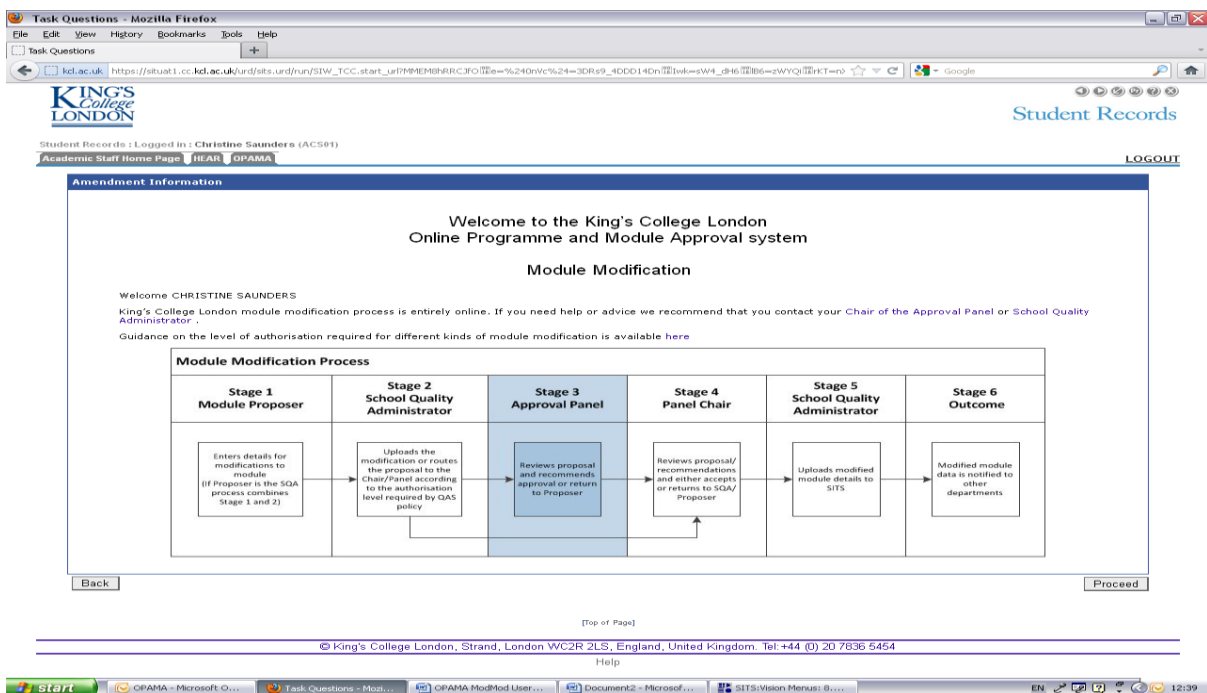 Task Questions - Mozilla Firefox
File Edit View History Bookmarks Tools Help
Task Questions
kcl.ac.uk
Google
KING'S
College
LONDON
Student Records
Student Records : Logged in : Christine Saunders (ACS01)
Academic Staff Home Page HEAR OPAMA
LOGOUT
Amendment Information
Welcome to the King's College London
Online Programme and Module Approval system
Module Modification
Welcome CHRISTINE SAUNDERS
King's College London module modification process is entirely online. If you need help or advice we recommend that you contact your Chair of the Approval Panel or School Quality
Administrator .
Guidance on the level of authorisation required for different kinds of module modification is available here
Module Modification Process
Stage 1
Module Proposer
Stage 2
School Quality
Administrator
Stage 3
Approval Panel
Stage 4
Panel Chair
Stage 5
School Quality
Administrator
Stage 6
Outcome
Enters details for
modifications to
module
(If Proposer is the SQA
process combines
Stage 1 and 2)
Uploads the
modification or routes
the proposal to the
Chair/Panel according
to the authorisation
level required by QAS
policy
Reviews proposal
and recommends
approval or return
to Proposer
Reviews proposal/
recommendations
and either accepts
or returns to SQA/
Proposer
Uploads modified
module details to
SITS
Modified module
data is notified to
other
departments
Back
Proceed
[Top of Page]
© King's College London, Strand, London WC2R 2LS, England, United Kingdom. Tel:+44 (0) 20 7836 5454
Help
start OPAMA - Microsoft O... Task Questions - Mozi... OPAMA ModMod User... Document2 - Microsof... SITS:Vision Menus: 8.... EN 12:39